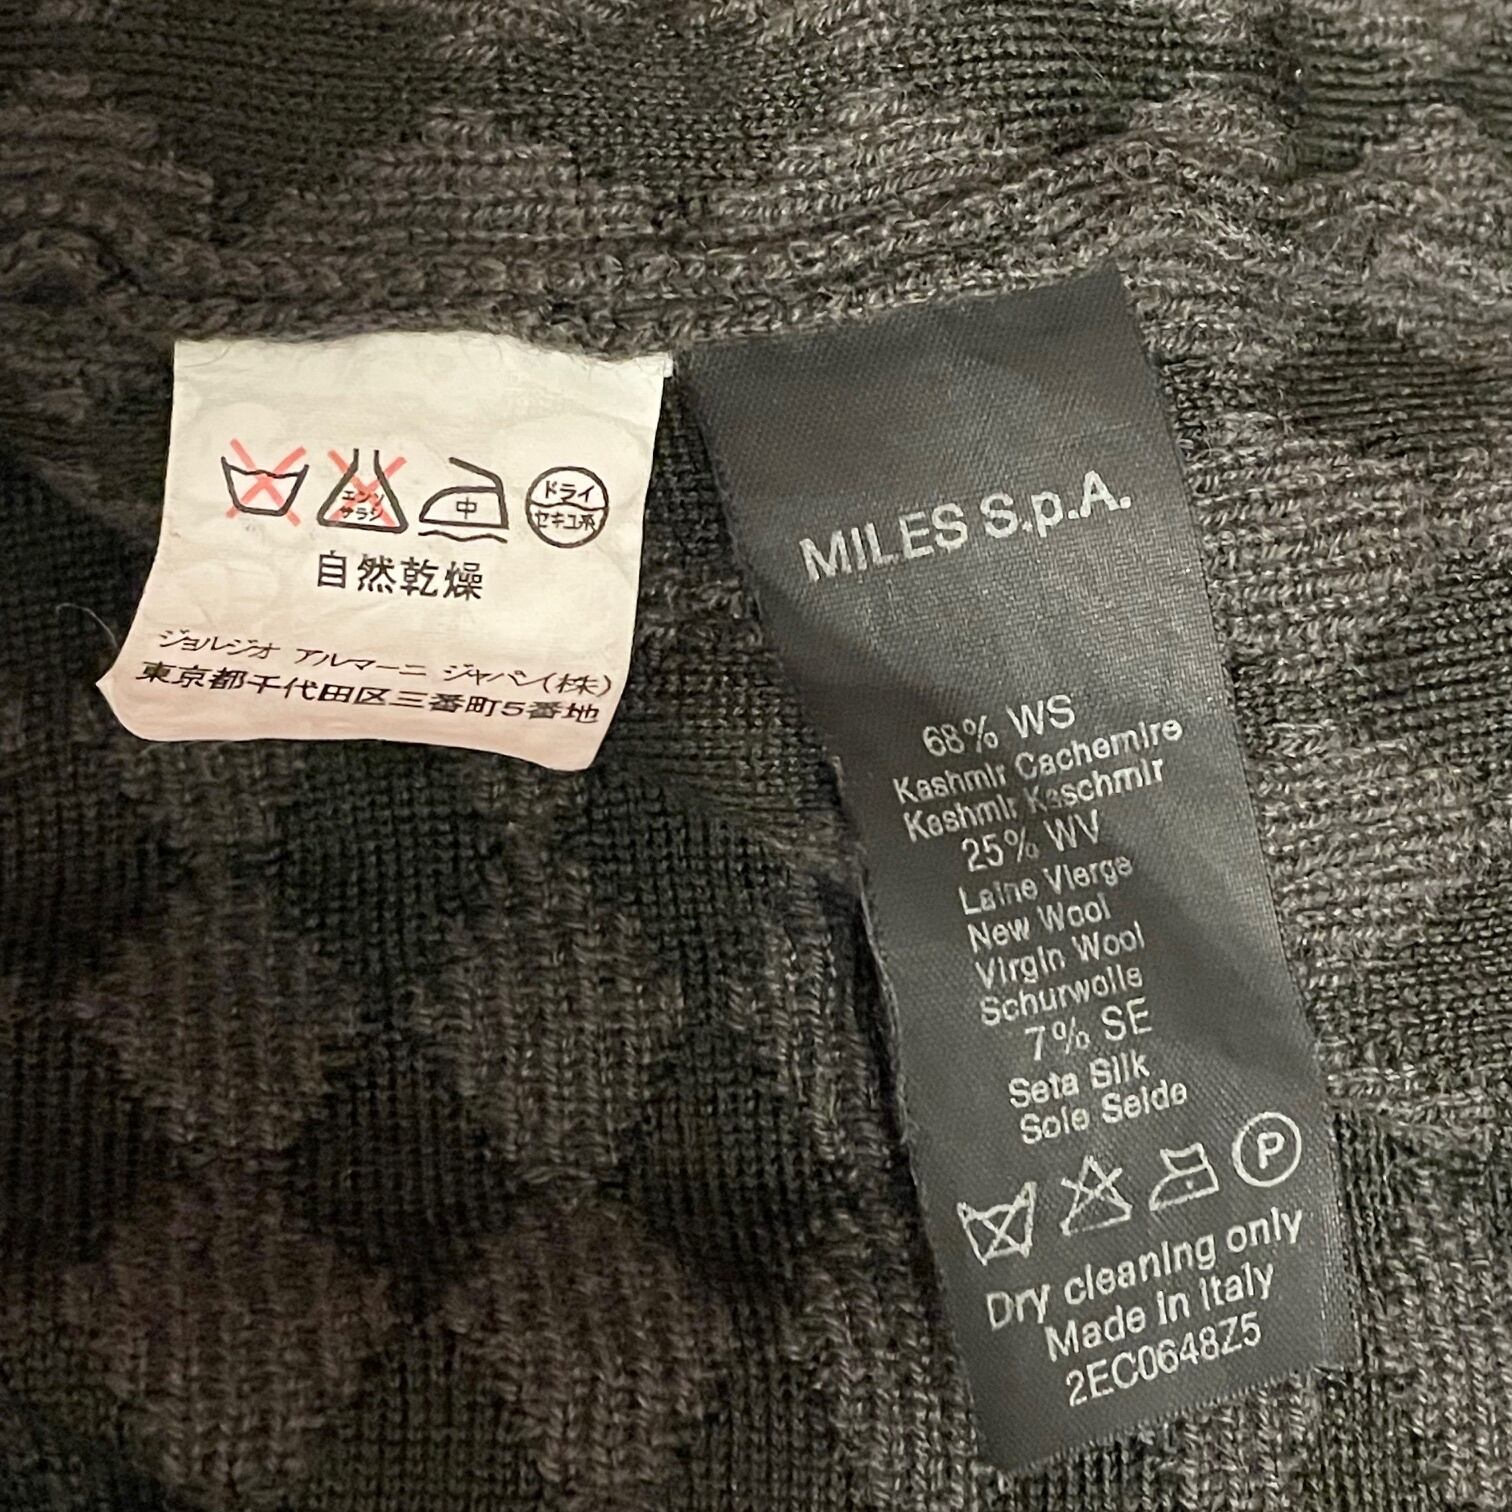 エンソ
サラシ
中
ドライ
セキユ系
自然乾燥
ジョルジオ アルマーニ ジャパン(株)
東京都千代田区三番町5番地
MILES S.p.A.
68% WS
Kashmir Cachemire
Kashmir Kaschmir
25% WV
Laine Vierge
New Wool
Virgin Wool
Schurwolle
7% SE
Seta Silk
Soie Seide
P
Dry cleaning only
Made in Italy
2EC0648Z5